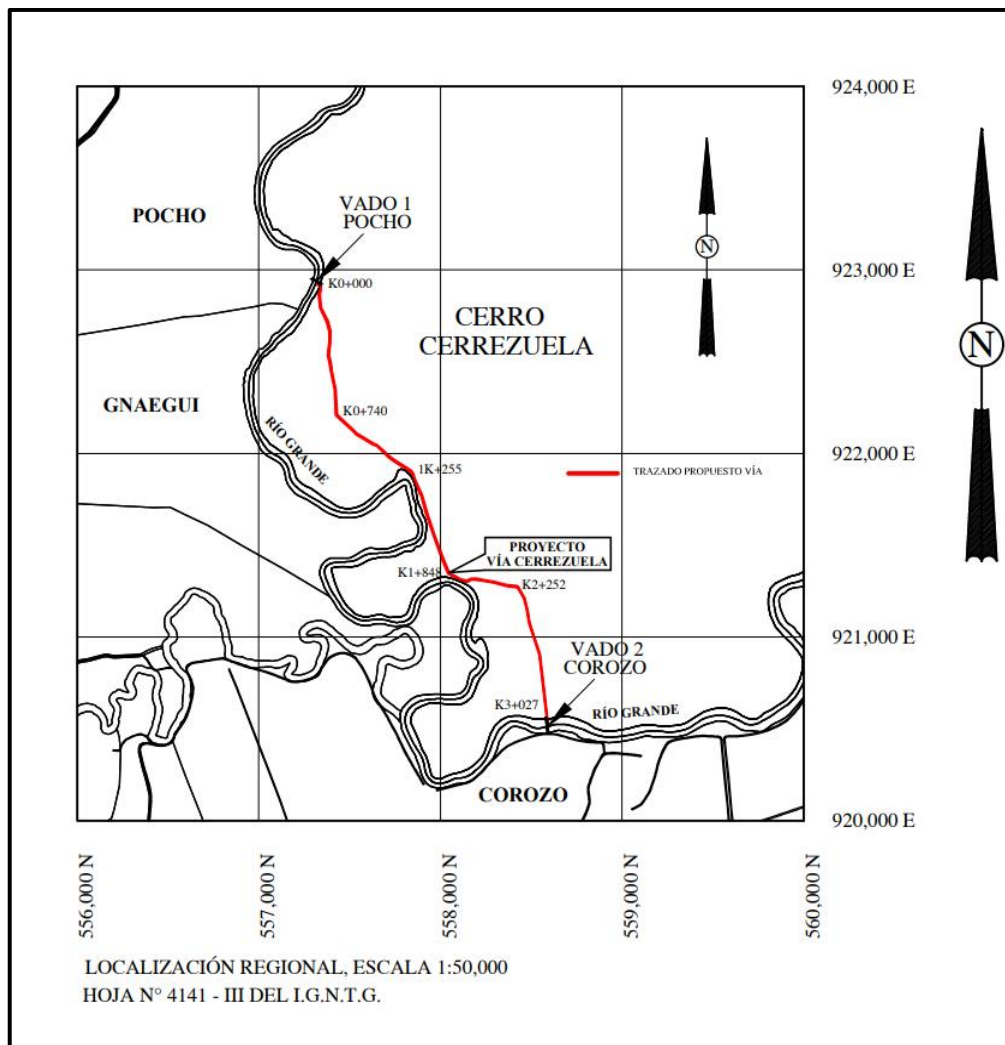 924,000 E
POCHO
VADO 1
POCHO
N
923,000 E
K0+000
CERRO
CERREZUELA
N
GNAEGUI
K0+740
RÍO GRANDE
922,000 E
1K+255
TRAZADO PROPUESTO VÍA
PROYECTO
VÍA CERREZUELA
K1+848
K2+252
921,000 E
VADO 2
COROZO
K3+027
RÍO GRANDE
COROZO
920,000 E
556,000 N
557,000 N
558,000 N
559,000 N
560,000 N
LOCALIZACIÓN REGIONAL, ESCALA 1:50,000
HOJA N° 4141 - III DEL I.G.N.T.G.